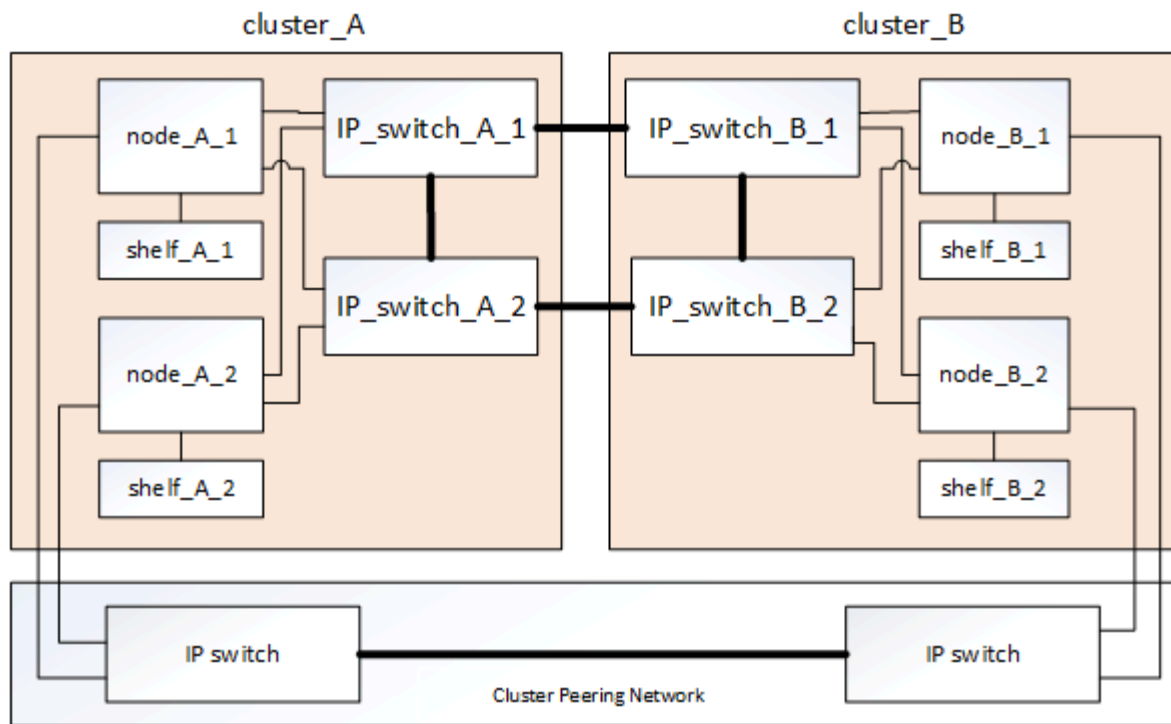 cluster_A
cluster_B
node_A_1
IP_switch_A_1
IP_switch_B_1
node_B_1
shelf_A_1
shelf_B_1
IP_switch_A_2
IP_switch_B_2
node_A_2
node_B_2
shelf_A_2
shelf_B_2
IP switch
IP switch
Cluster Peering Network